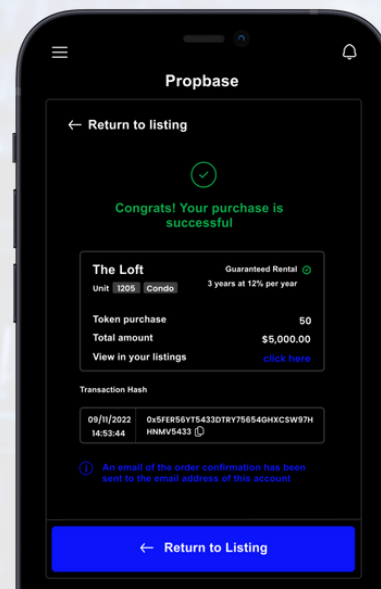 Propbase
← Return to listing
Congrats! Your purchase is
successful
The Loft
Guaranteed Rental
Unit 1205 Condo
3 years at 12% per year
Token purchase 50
Total amount $5,000.00
View in your listings click here
Transaction Hash
09/11/2022 0x5FER56YT5433DTRY75654GHXCSW97H
14:53:44 HNMV5433
An email of the order confirmation has been
sent to the email address of this account
← Return to Listing